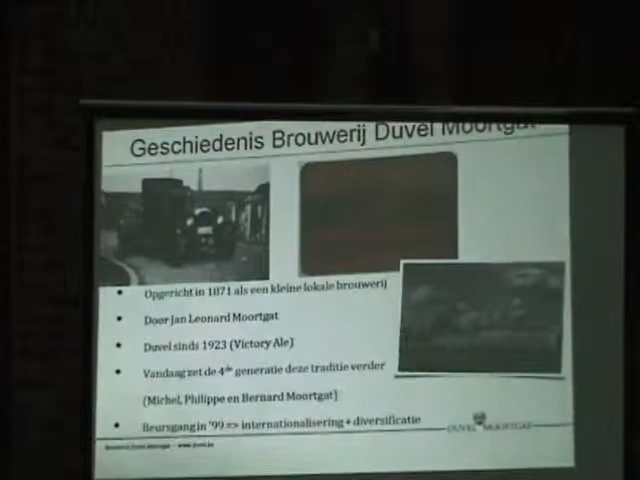 Geschiedenis Brouwerij Duvel Moortgat
Opgericht in 1871 als een kleine lokale brouwerij
Door Jan Leonard Moortgat
Duvel sinds 1923 (Victory Ale)
Vandaag zet de 4de generatie deze traditie verder
(Michel, Philippe en Bernard Moortgat)
Beursgang in '99 => internationalisering + diversificatie
DUVEL MOORTGAT